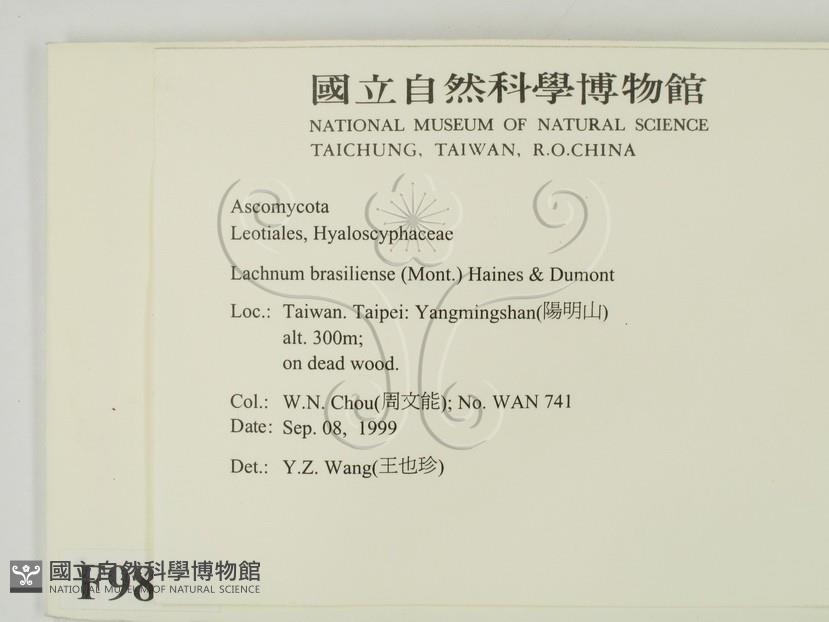 國立自然科學博物館
NATIONAL MUSEUM OF NATURAL SCIENCE
TAICHUNG, TAIWAN, R.O.CHINA
Ascomycota
Leotiales, Hyaloscyphaceae
Lachnum brasiliense (Mont.) Haines & Dumont
Loc.: Taiwan. Taipei: Yangmingshan(陽明山)
alt. 300m;
on dead wood.
Col.: W.N. Chou(周文能); No. WAN 741
Date: Sep. 08, 1999
Det.: Y.Z. Wang(王也珍)
F98
國立自然科學博物館
NATIONAL MUSEUM OF NATURAL SCIENCE